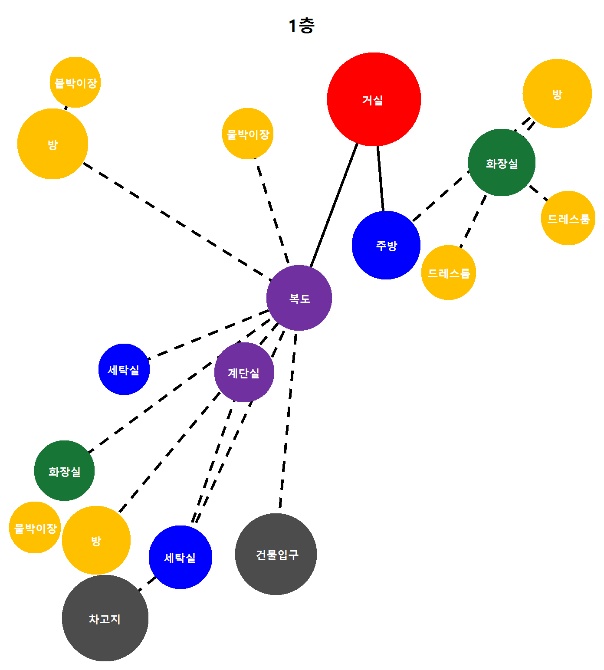 1층
붙박이장
거실
방
붙박이장
방
화장실
드레스룸
주방
드레스룸
복도
세탁실
계단실
화장실
붙박이장
방
세탁실
건물입구
차고지